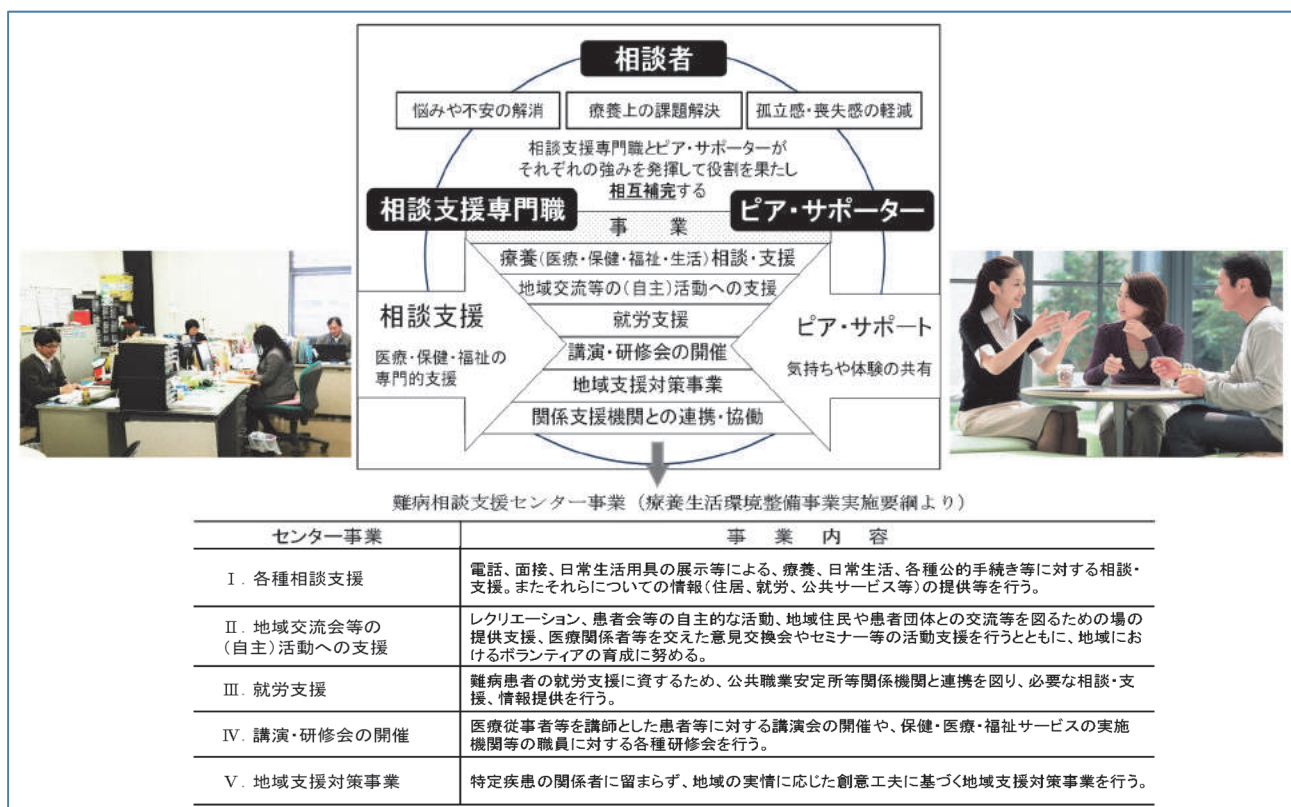 相談者
悩みや不安の解消
療養上の課題解決
孤立感・喪失感の軽減
相談支援専門職とピア・サポーターが
それぞれの強みを発揮して役割を果たし
相互補完する
相談支援専門職
ピア・サポーター
事 業
療養(医療・保健・福祉・生活)相談・支援
地域交流等の(自主)活動への支援
就労支援
講演・研修会の開催
地域支援対策事業
関係支援機関との連携・協働
相談支援
医療・保健・福祉の
専門的支援
ピア・サポート
気持ちや体験の共有
難病相談支援センター事業（療養生活環境整備事業実施要綱より）
センター事業
事 業 内 容
Ⅰ．各種相談支援
電話、面接、日常生活用具の展示等による、療養、日常生活、各種公的手続き等に対する相談・
支援。またそれらについての情報(住居、就労、公共サービス等)の提供等を行う。
Ⅱ．地域交流会等の
(自主)活動への支援
レクリエーション、患者会等の自主的な活動、地域住民や患者団体との交流等を図るための場の
提供支援、医療関係者等を交えた意見交換会やセミナー等の活動支援を行うとともに、地域にお
けるボランティアの育成に努める。
Ⅲ．就労支援
難病患者の就労支援に資するため、公共職業安定所等関係機関と連携を図り、必要な相談・支
援、情報提供を行う。
Ⅳ．講演・研修会の開催
医療従事者等を講師とした患者等に対する講演会の開催や、保健・医療・福祉サービスの実施
機関等の職員に対する各種研修会を行う。
Ⅴ．地域支援対策事業
特定疾患の関係者に留まらず、地域の実情に応じた創意工夫に基づく地域支援対策事業を行う。